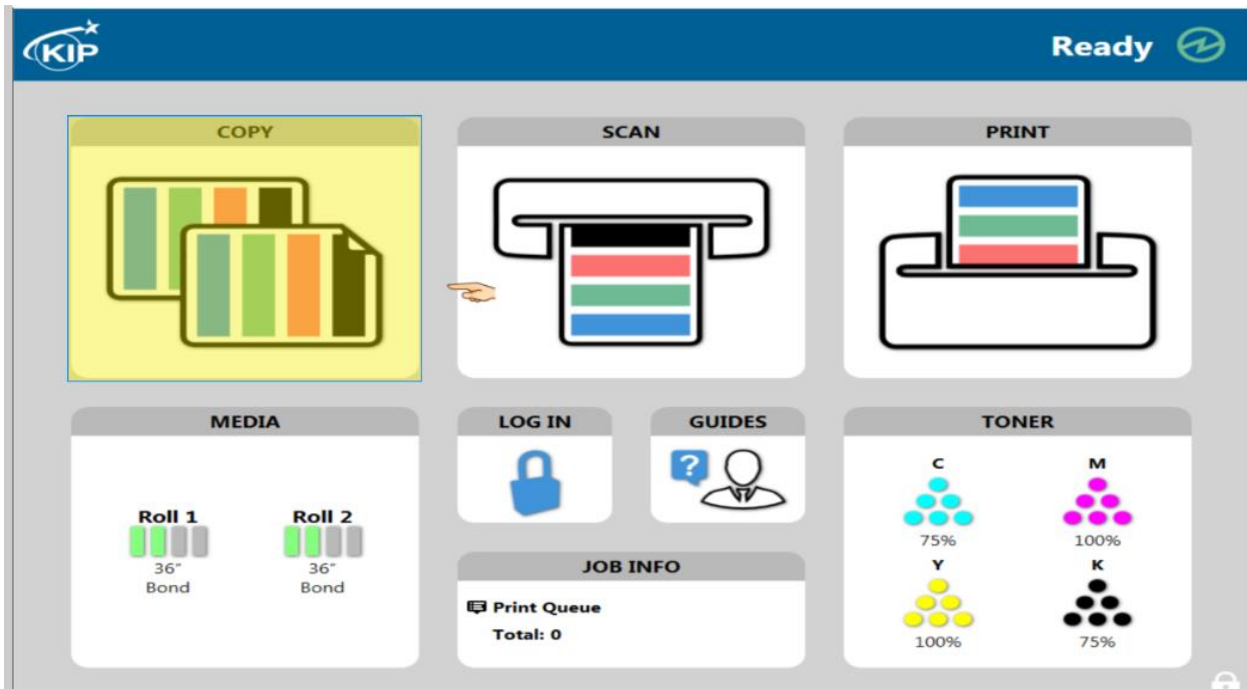 KIP
Ready
COPY
SCAN
PRINT
MEDIA
Roll 1
36"
Bond
Roll 2
36"
Bond
LOG IN
GUIDES
?
JOB INFO
Print Queue
Total: 0
TONER
C
75%
M
100%
Y
100%
K
75%